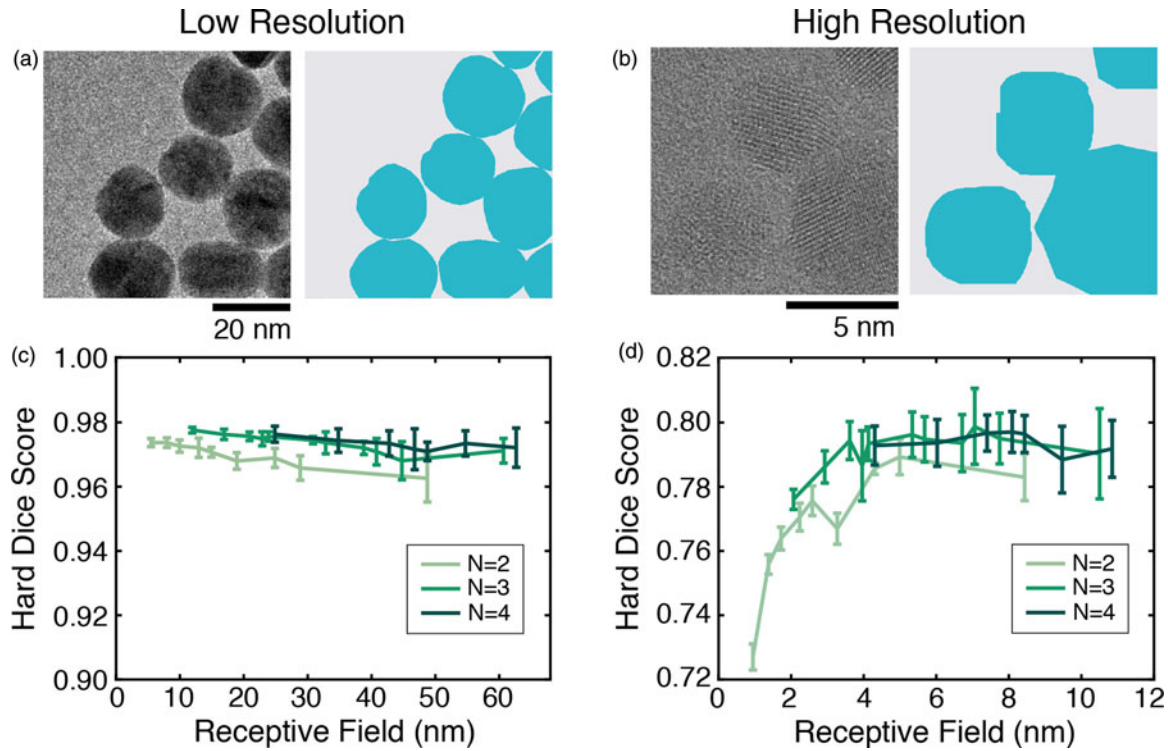 Low Resolution
High Resolution
(a)
(b)
20 nm
5 nm
(c)
1.00
0.98
0.96
0.94
0.92
0.90
Hard Dice Score
0 10 20 30 40 50 60
Receptive Field (nm)
N=2
N=3
N=4
(d)
0.82
0.80
0.78
0.76
0.74
0.72
Hard Dice Score
0 2 4 6 8 10 12
Receptive Field (nm)
N=2
N=3
N=4